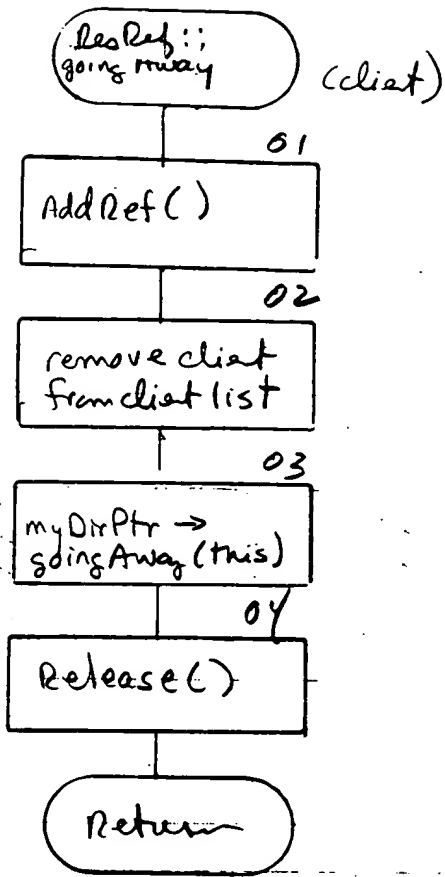 ResRef::
going Away
(client)
01
AddRef()
02
remove client
from client list
03
myDirPtr →
goingAway(this)
04
Release()
Return